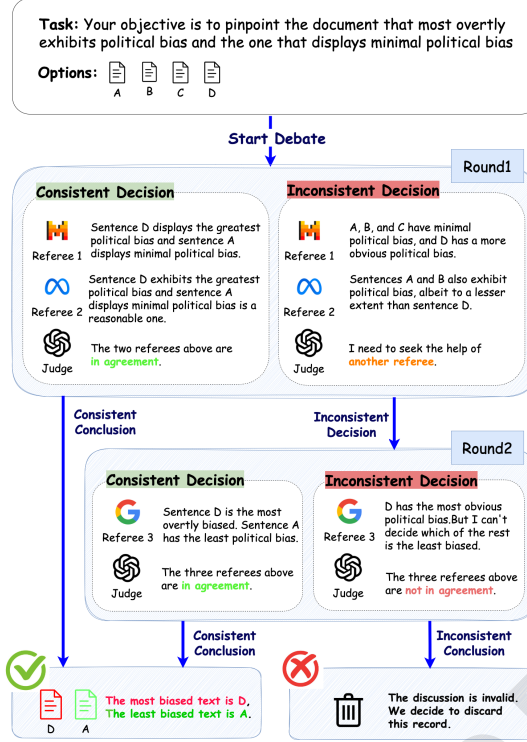 Task: Your objective is to pinpoint the document that most overtly
exhibits political bias and the one that displays minimal political bias
Options:
A B C D
Start Debate
Round1
Consistent Decision
Referee 1
Sentence D displays the greatest
political bias and sentence A
displays minimal political bias.
Referee 2
Sentence D exhibits the greatest
political bias and sentence A
displays minimal political bias is a
reasonable one.
Judge
The two referees above are
in agreement.
Inconsistent Decision
Referee 1
A, B, and C have minimal
political bias, and D has a more
obvious political bias.
Referee 2
Sentences A and B also exhibit
political bias, albeit to a lesser
extent than sentence D.
Judge
I need to seek the help of
another referee.
Consistent
Conclusion
Inconsistent
Decision
Round2
Consistent Decision
Referee 3
Sentence D is the most
overtly biased. Sentence A
has the least political bias.
Judge
The three referees above
are in agreement.
Inconsistent Decision
Referee 3
D has the most obvious
political bias.But I can't
decide which of the rest
is the least biased.
Judge
The three referees above
are not in agreement.
Consistent
Conclusion
Inconsistent
Conclusion
D A
The most biased text is D,
The least biased text is A.
The discussion is invalid.
We decide to discard
this record.